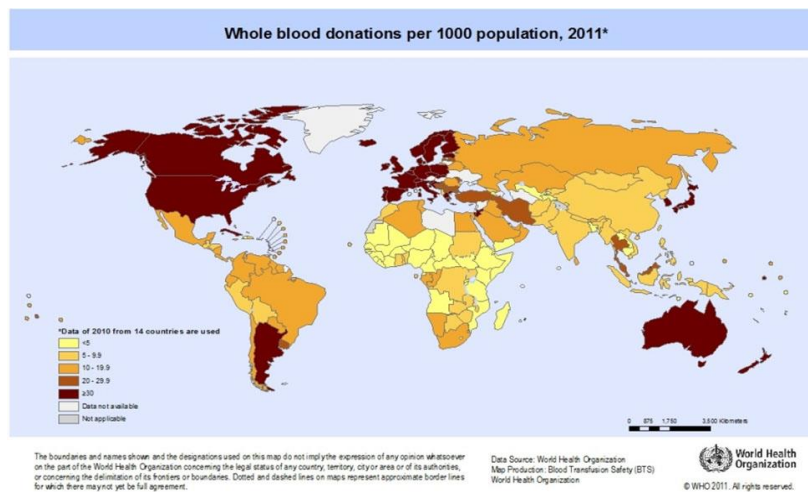 Whole blood donations per 1000 population, 2011*
*Data of 2010 from 14 countries are used
<5
5 - 9.9
10 - 19.9
20 - 29.9
≥30
Data not available
Not applicable
0 875 1,750 3,500 Kilometers
The boundaries and names shown and the designations used on this map do not imply the expression of any opinion whatsoever
on the part of the World Health Organization concerning the legal status of any country, territory, city or area or of its authorities,
or concerning the delimitation of its frontiers or boundaries. Dotted and dashed lines on maps represent approximate border lines
for which there may not yet be full agreement.
Data Source: World Health Organization
Map Production: Blood Transfusion Safety (BTS)
World Health Organization
World Health
Organization
© WHO 2011. All rights reserved.